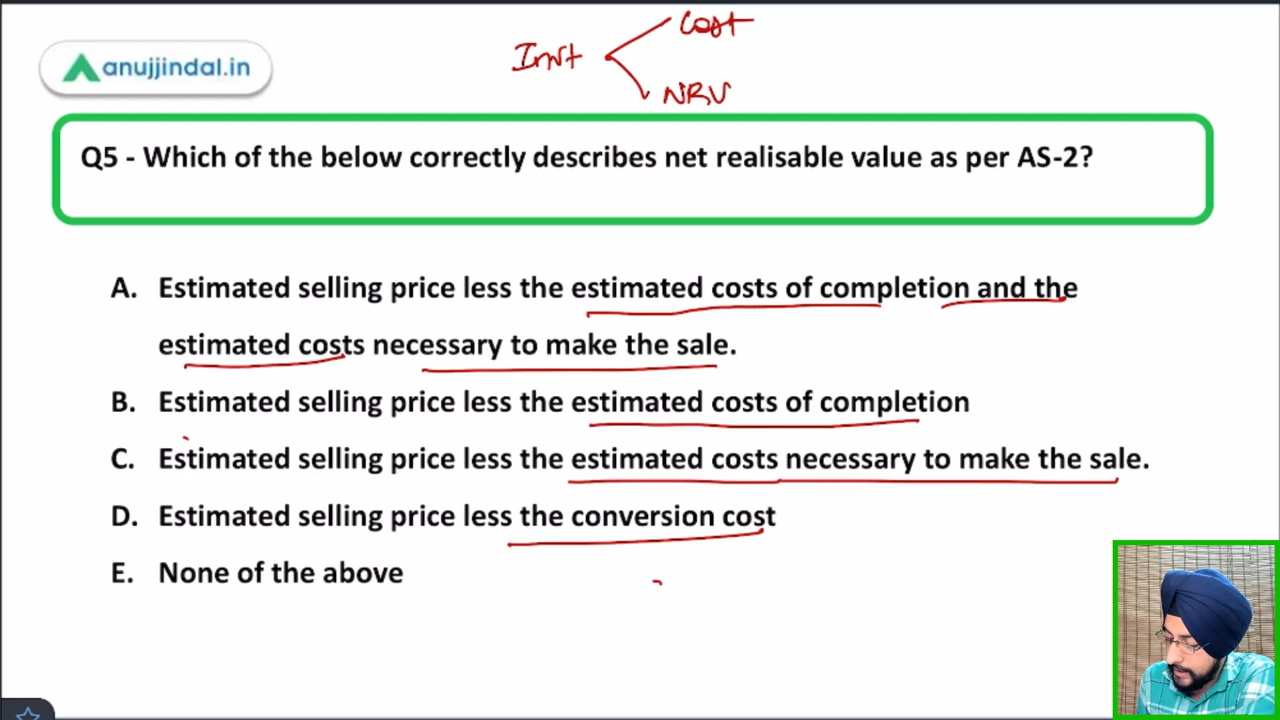 Cost
Invt
NRV
anujjindal.in
Q5 - Which of the below correctly describes net realisable value as per AS-2?
A. Estimated selling price less the estimated costs of completion and the
estimated costs necessary to make the sale.
B. Estimated selling price less the estimated costs of completion
C. Estimated selling price less the estimated costs necessary to make the sale.
D. Estimated selling price less the conversion cost
E. None of the above